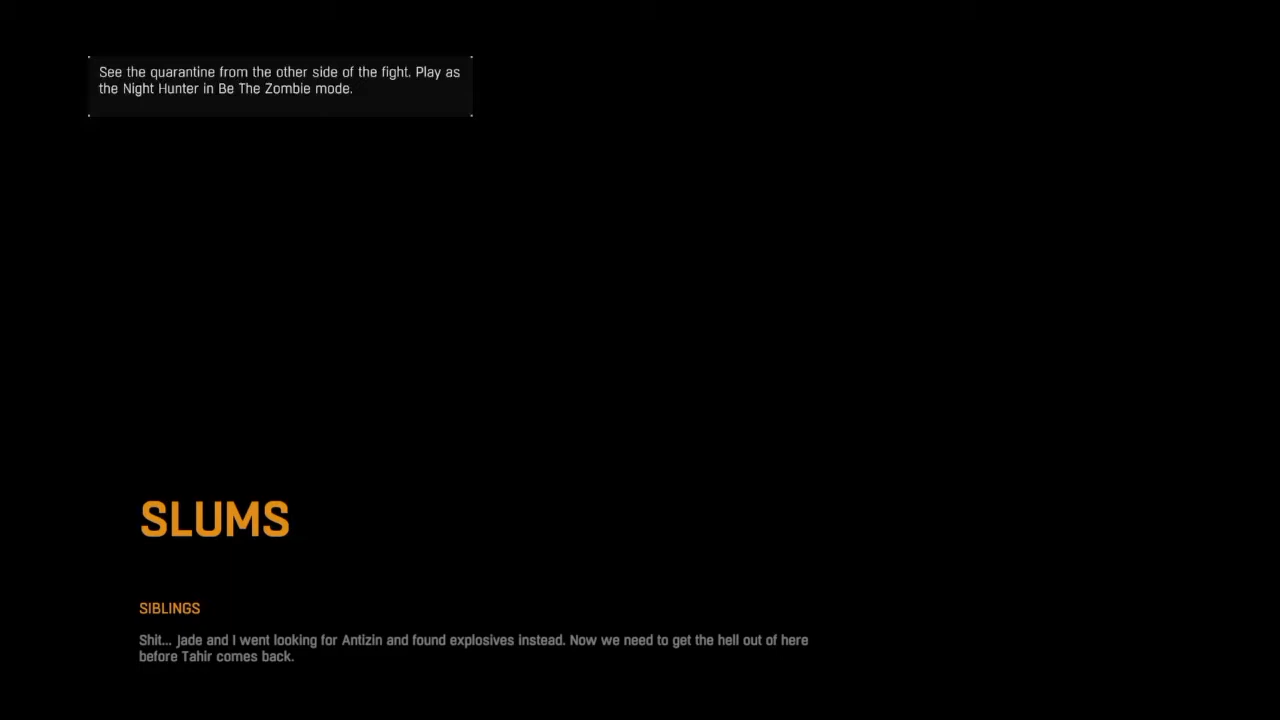 See the quarantine from the other side of the fight. Play as
the Night Hunter in Be The Zombie mode.
SLUMS
SIBLINGS
Shit... Jade and I went looking for Antizin and found explosives instead. Now we need to get the hell out of here
before Tahir comes back.